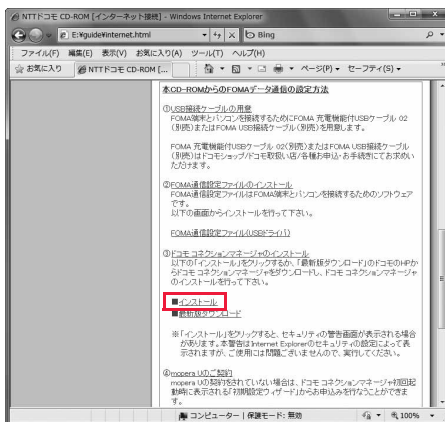 NTTドコモ CD-ROM [インターネット接続] - Windows Internet Explorer
E:¥guide¥internet.html
Bing
ファイル(F) 編集(E) 表示(V) お気に入り(A) ツール(T) ヘルプ(H)
お気に入り NTTドコモ CD-ROM [... ページ(P) セーフティ(S)
本CD-ROMからのFOMAデータ通信の設定方法
①USB接続ケーブルの用意
FOMA端末とパソコンを接続するためにFOMA 充電機能付USB接続ケーブル 02
(別売)またはFOMA USB接続ケーブル(別売)を用意します。
FOMA 充電機能付USB接続ケーブル 02(別売)またはFOMA USB接続ケーブル
(別売)はドコモショップ/ドコモ取扱い店/各種お申込・お手続きにてお求めい
ただけます。
②FOMA通信設定ファイルのインストール
FOMA通信設定ファイルはFOMA端末とパソコンを接続するためのソフトウェア
です。
以下の画面からインストールを行って下さい。
FOMA通信設定ファイル(USBドライバ)
③ドコモ コネクションマネージャのインストール
以下の「インストール」をクリックするか、「最新版ダウンロード」のドコモのHPか
らドコモ コネクションマネージャをダウンロードし、ドコモ コネクションマネージャ
のインストールを行って下さい。
■インストール
■最新版ダウンロード
※「インストール」をクリックすると、セキュリティの警告画面が表示される場合
があります。本警告はInternet Explorerのセキュリティの設定によって表
示されますが、ご使用には問題ございませんので、実行してください。
④mopera Uのご契約
mopera Uの契約をされていない場合は、ドコモ コネクションマネージャ初回起
動時に表示される「初期設定ウィザード」からお申込みを行なうことができま
す。
コンピューター | 保護モード: 無効 100%